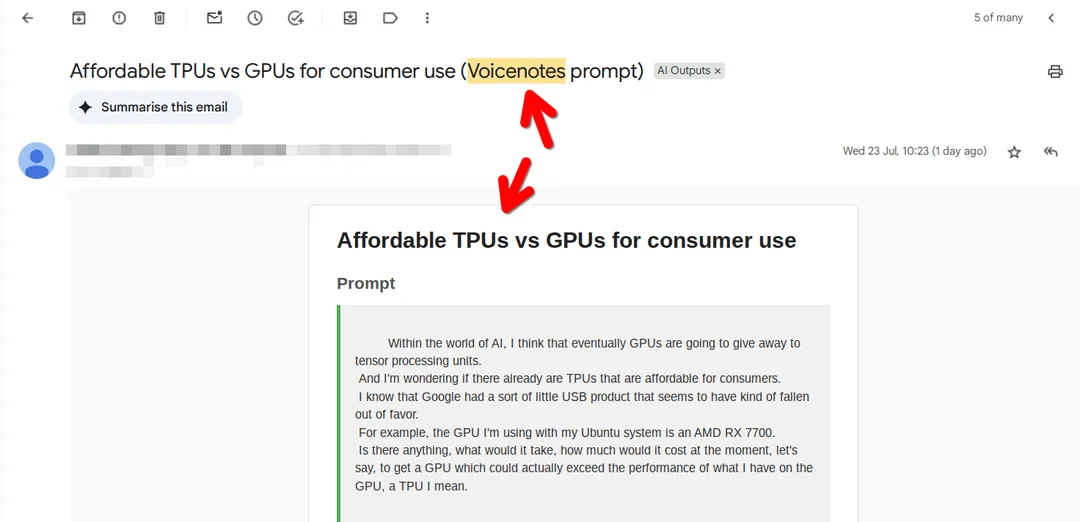 5 of many
Affordable TPUs vs GPUs for consumer use (Voicenotes prompt) AI Outputs ×
Summarise this email
Wed 23 Jul, 10:23 (1 day ago)
Affordable TPUs vs GPUs for consumer use
Prompt
Within the world of AI, I think that eventually GPUs are going to give away to
tensor processing units.
And I'm wondering if there already are TPUs that are affordable for consumers.
I know that Google had a sort of little USB product that seems to have kind of fallen
out of favor.
For example, the GPU I'm using with my Ubuntu system is an AMD RX 7700.
Is there anything, what would it take, how much would it cost at the moment, let's
say, to get a GPU which could actually exceed the performance of what I have on the
GPU, a TPU I mean.